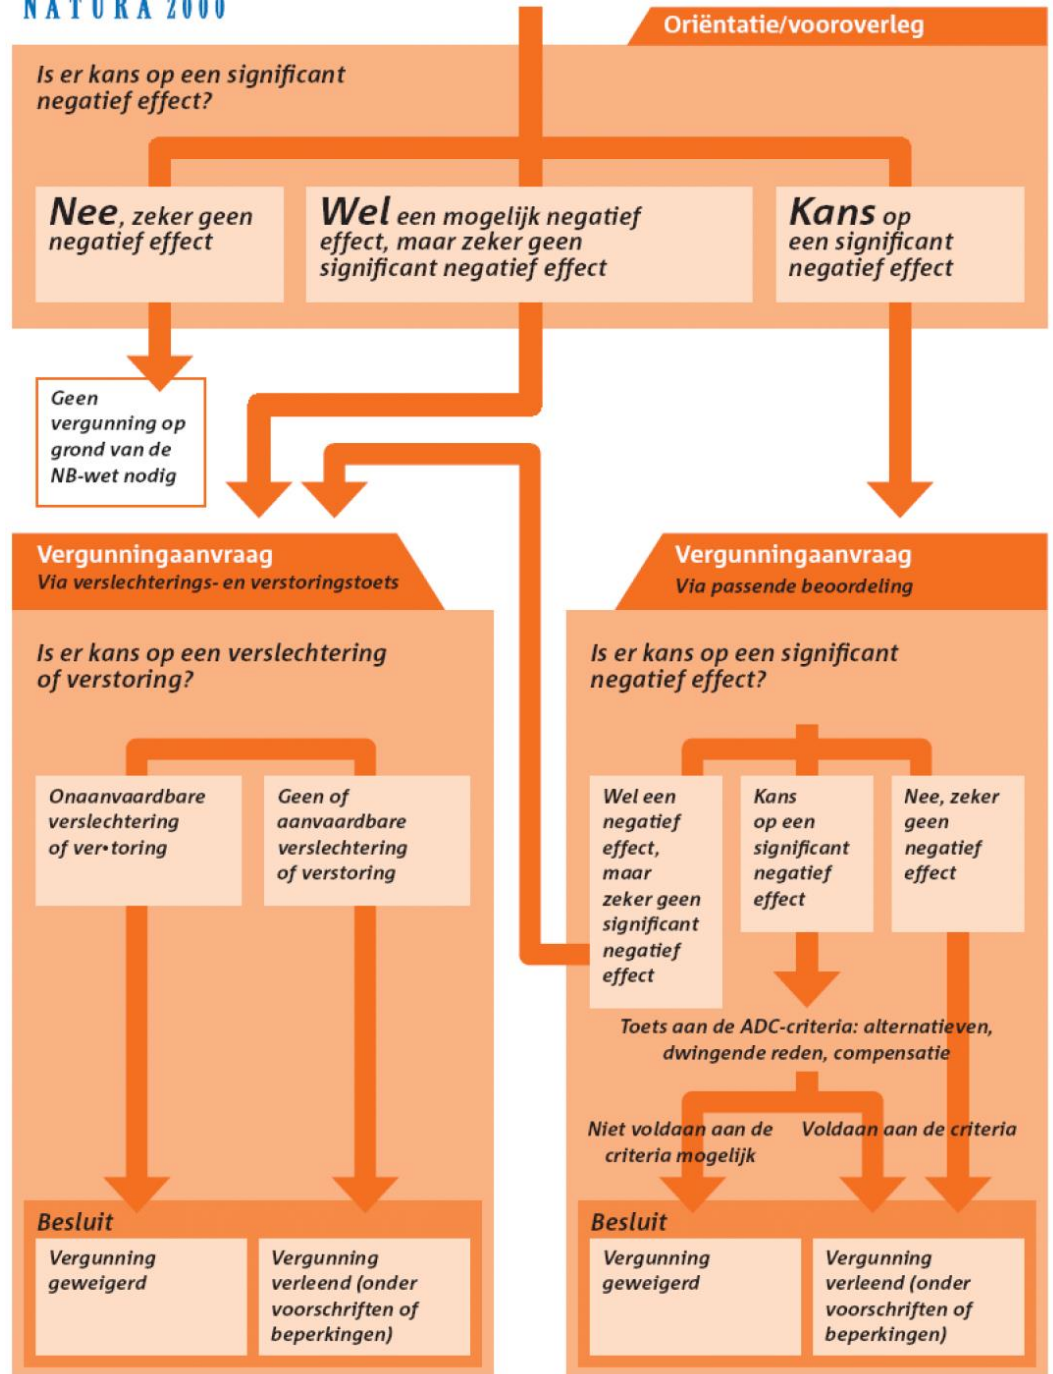 NATURA 2000
Oriëntatie/vooroverleg
Is er kans op een significant
negatief effect?
Nee, zeker geen
negatief effect
Wel een mogelijk negatief
effect, maar zeker geen
significant negatief effect
Kans op
een significant
negatief effect
Geen
vergunning op
grond van de
NB-wet nodig
Vergunningaanvraag
Via verslechterings- en verstoringstoets
Is er kans op een verslechtering
of verstoring?
Onaanvaardbare
verslechtering
of ver•toring
Geen of
aanvaardbare
verslechtering
of verstoring
Besluit
Vergunning
geweigerd
Vergunning
verleend (onder
voorschriften of
beperkingen)
Vergunningaanvraag
Via passende beoordeling
Is er kans op een significant
negatief effect?
Wel een
negatief
effect,
maar
zeker geen
significant
negatief
effect
Kans
op een
significant
negatief
effect
Nee, zeker
geen
negatief
effect
Toets aan de ADC-criteria: alternatieven,
dwingende reden, compensatie
Niet voldaan aan de
criteria mogelijk
Voldaan aan de criteria
Besluit
Vergunning
geweigerd
Vergunning
verleend (onder
voorschriften of
beperkingen)